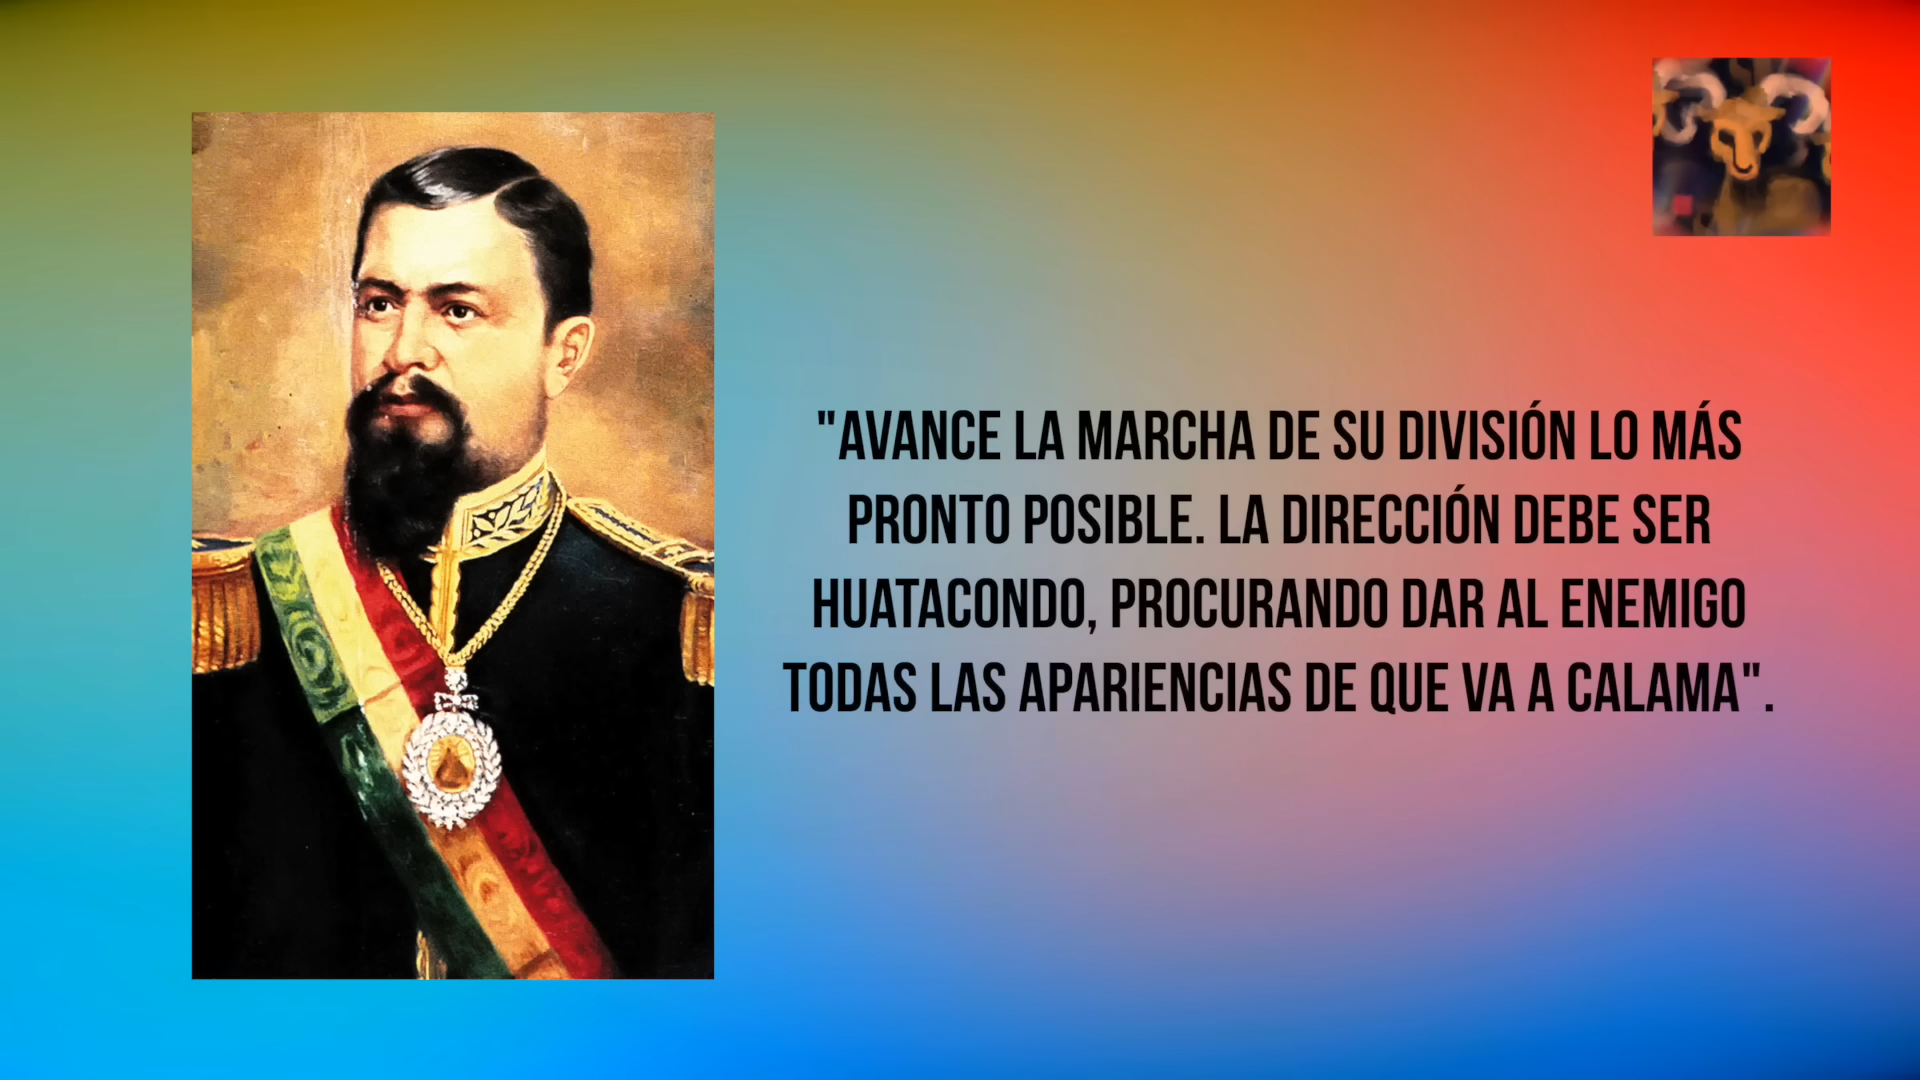 "AVANCE LA MARCHA DE SU DIVISIÓN LO MÁS
PRONTO POSIBLE. LA DIRECCIÓN DEBE SER
HUATACONDO, PROCURANDO DAR AL ENEMIGO
TODAS LAS APARIENCIAS DE QUE VA A CALAMA".